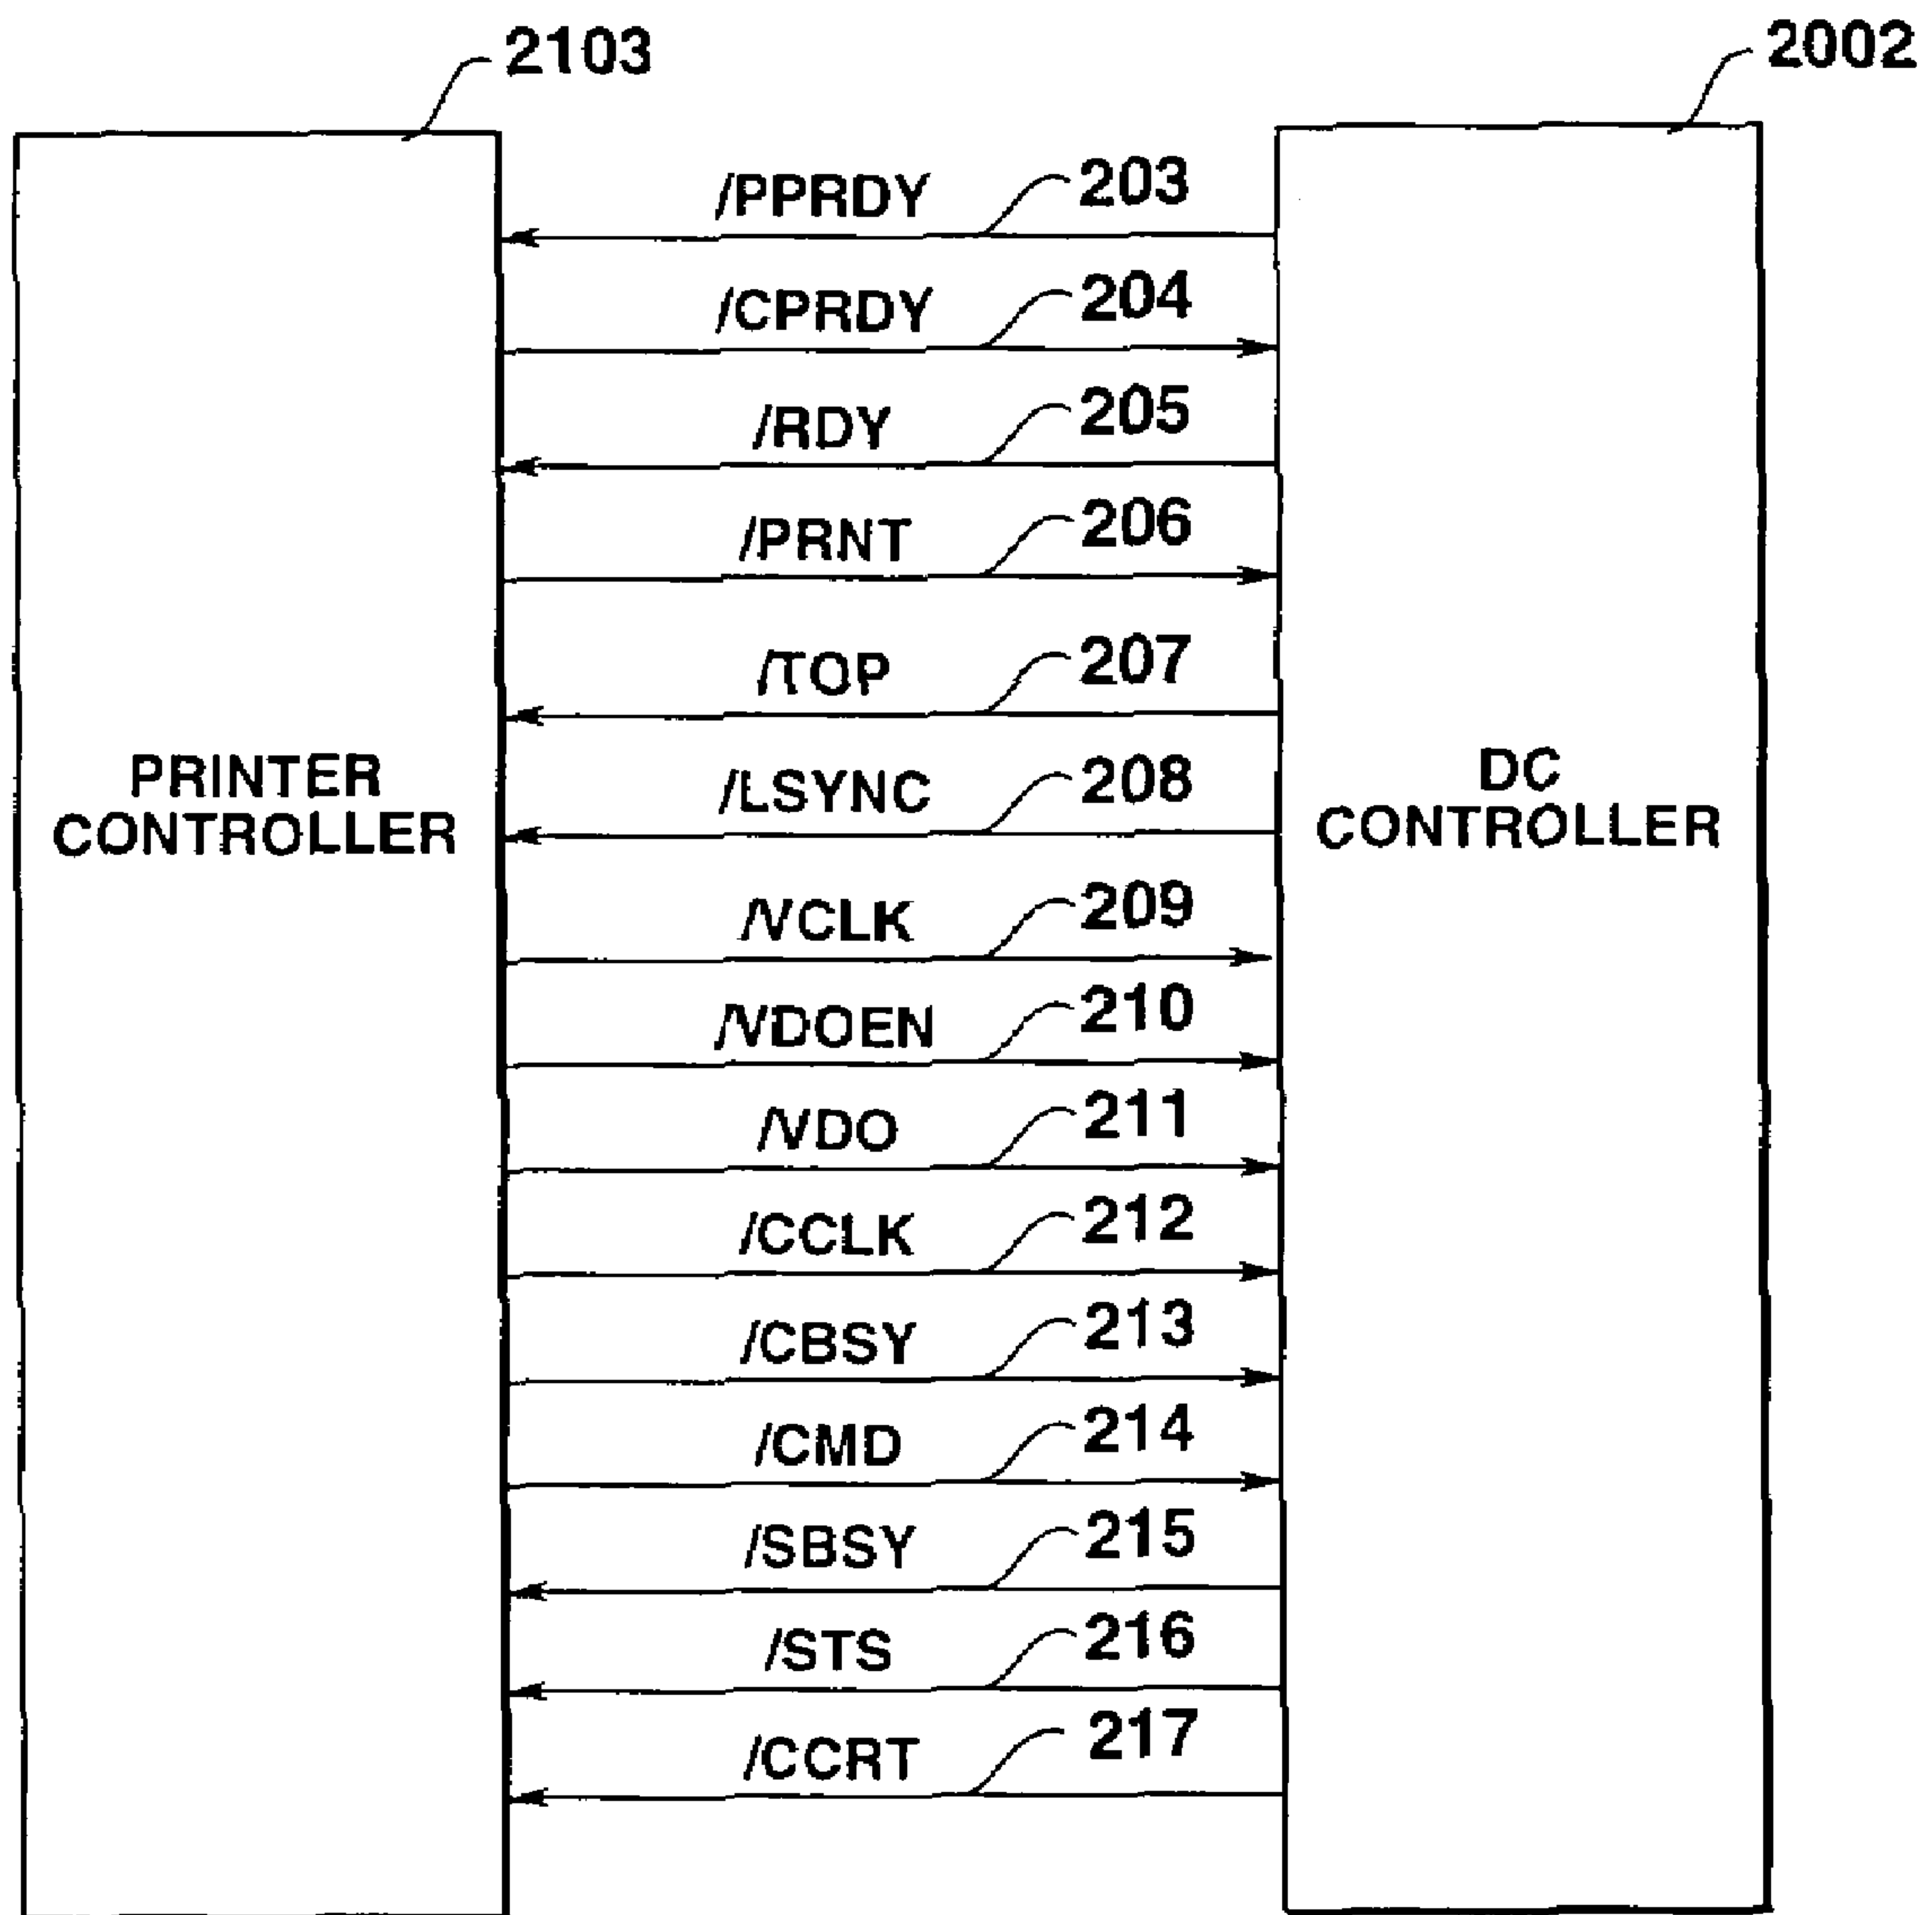 2103
2002
/PPRDY 203
/CPRDY 204
/RDY 205
/PRNT 206
/TOP 207
PRINTER
CONTROLLER
DC
CONTROLLER
/LSYNC 208
/VCLK 209
/VDOEN 210
/VDO 211
/CCLK 212
/CBSY 213
/CMD 214
/SBSY 215
/STS 216
/CCRT 217